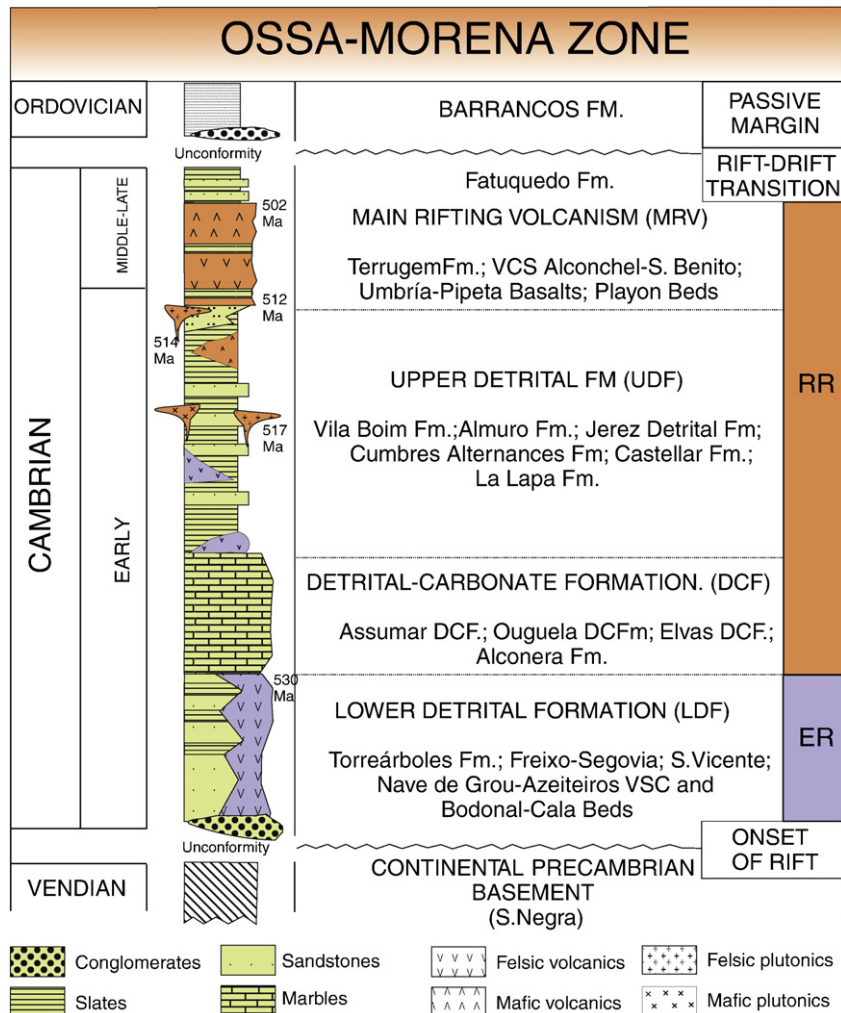 OSSA-MORENA ZONE
ORDOVICIAN
BARRANCOS FM.
PASSIVE
MARGIN
Unconformity
RIFT-DRIFT
TRANSITION
Fatuquedo Fm.
CAMBRIAN
MIDDLE-LATE
502
Ma
MAIN RIFTING VOLCANISM (MRV)
TerrugemFm.; VCS Alconchel-S. Benito;
Umbría-Pipeta Basalts; Playon Beds
512
Ma
514
Ma
EARLY
UPPER DETRITAL FM (UDF)
RR
517
Ma
Vila Boim Fm.;Almuro Fm.; Jerez Detrital Fm;
Cumbres Alternances Fm; Castellar Fm.;
La Lapa Fm.
DETRITAL-CARBONATE FORMATION. (DCF)
Assumar DCF.; Ouguela DCFm; Elvas DCF.;
Alconera Fm.
530
Ma
LOWER DETRITAL FORMATION (LDF)
ER
Torreárboles Fm.; Freixo-Segovia; S.Vicente;
Nave de Grou-Azeiteiros VSC and
Bodonal-Cala Beds
Unconformity
ONSET
OF RIFT
VENDIAN
CONTINENTAL PRECAMBRIAN
BASEMENT
(S.Negra)
Conglomerates
Sandstones
Felsic volcanics
Felsic plutonics
Slates
Marbles
Mafic volcanics
Mafic plutonics